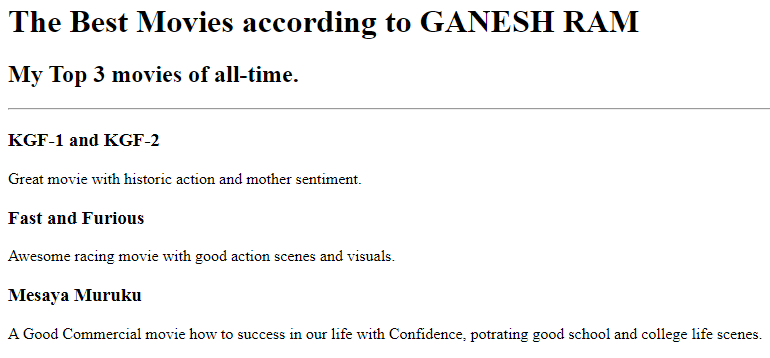 The Best Movies according to GANESH RAM
My Top 3 movies of all-time.
KGF-1 and KGF-2
Great movie with historic action and mother sentiment.
Fast and Furious
Awesome racing movie with good action scenes and visuals.
Mesaya Muruku
A Good Commercial movie how to success in our life with Confidence, potrating good school and college life scenes.